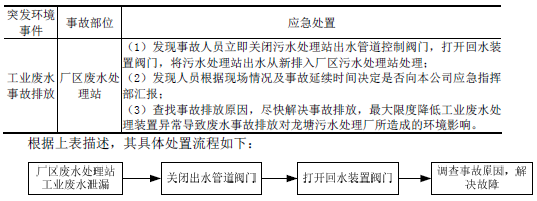 突发环境
事件
事故部位
应急处置
工业废水
事故排放
厂区废水处
理站
（1）发现事故人员立即关闭污水处理站出水管道控制阀门，打开回水装
置阀门，将污水处理站出水从新排入厂区污水处理站处理；
（2）发现人员根据现场情况及事故延续时间决定是否向本公司应急指挥
部汇报；
（3）查找事故排放原因，尽快解决事故排放，最大限度降低工业废水处
理装置异常导致废水事故排放对龙塘污水处理厂所造成的环境影响。
根据上表描述，其具体处置流程如下：
厂区废水处理站
工业废水泄漏
关闭出水管道阀门
打开回水装置阀门
调查事故原因，解
决故障